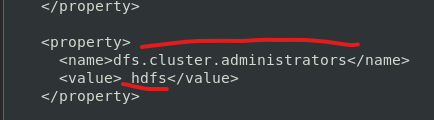 </property>
<property>
<name>dfs.cluster.administrators</name>
<value> hdfs</value>
</property>